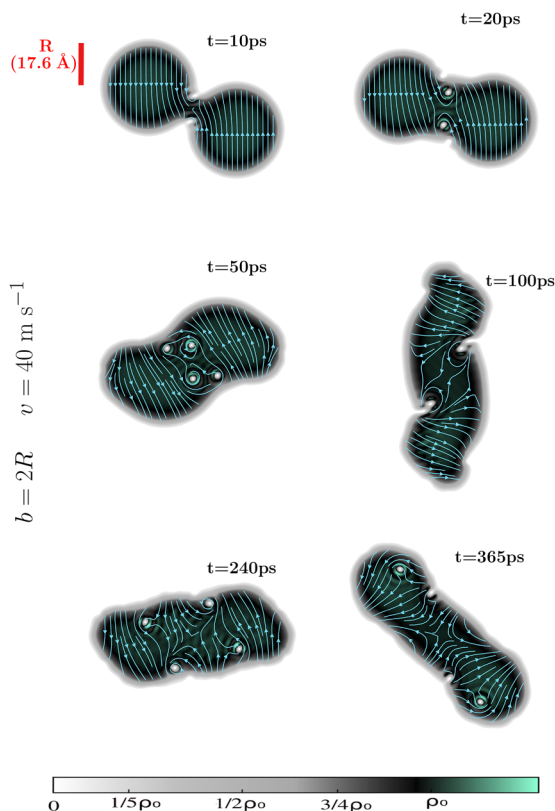 t=10ps
t=20ps
R
(17.6 Å)
t=50ps
t=100ps
b = 2R v = 40 m s⁻¹
t=240ps
t=365ps
0 1/5ρ₀ 1/2ρ₀ 3/4ρ₀ ρ₀